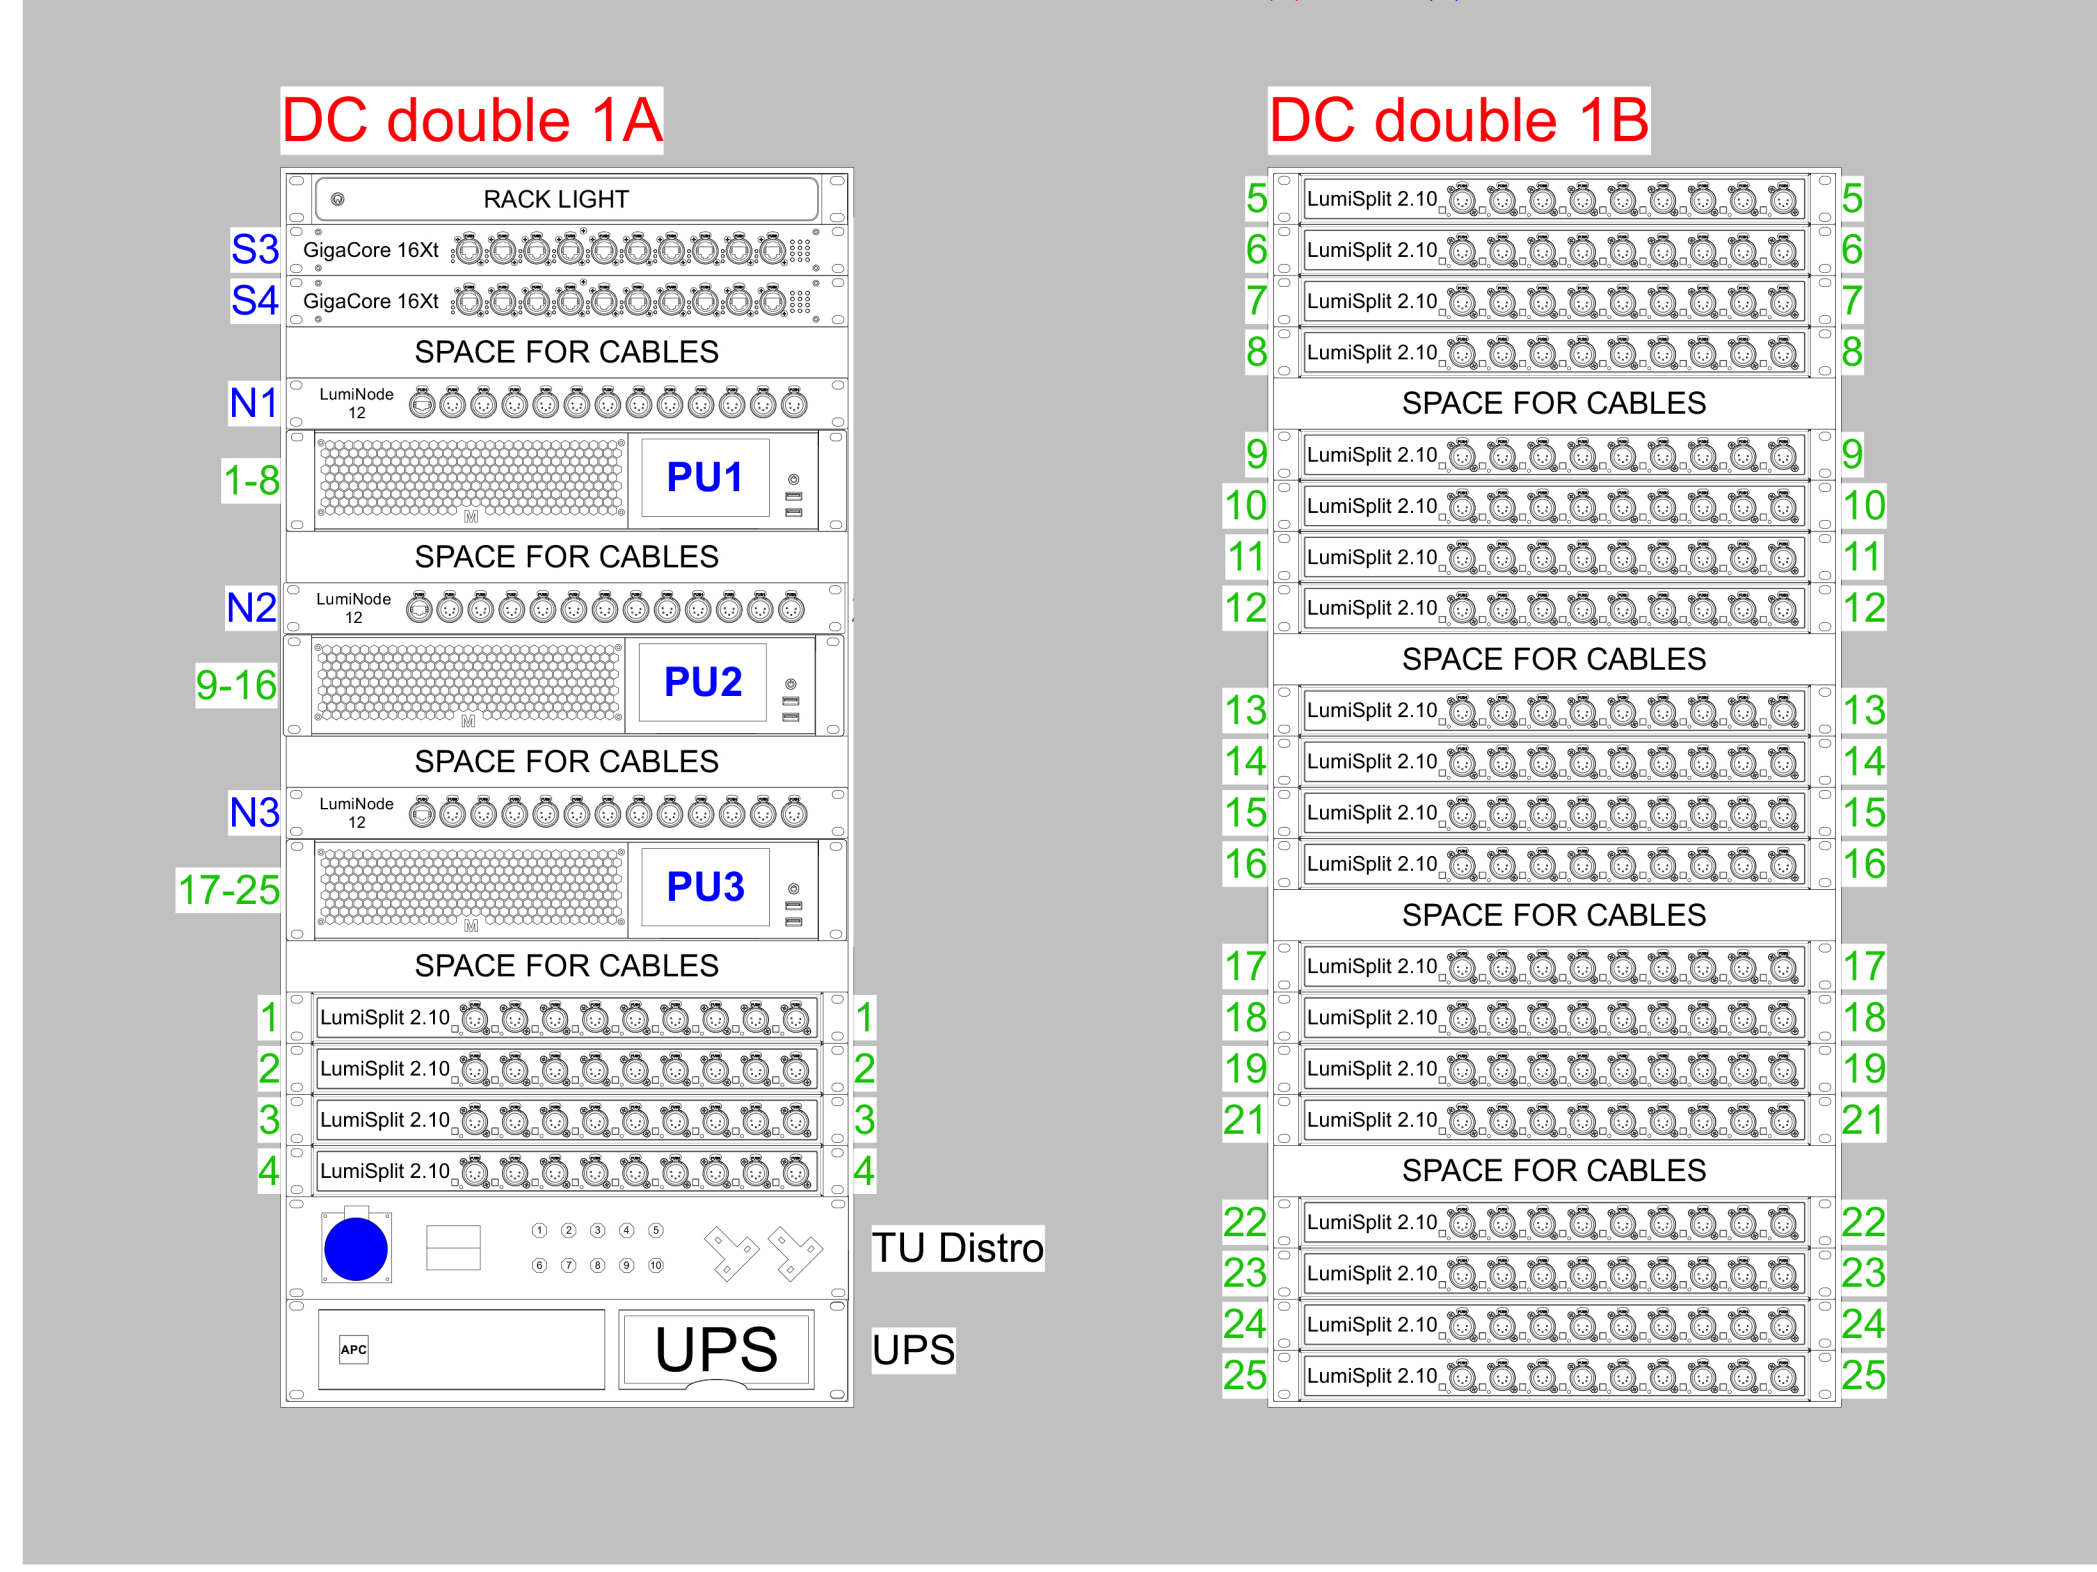 DC double 1A
RACK LIGHT
S3 GigaCore 16Xt
S4 GigaCore 16Xt
SPACE FOR CABLES
N1 LumiNode 12
1-8 PU1
SPACE FOR CABLES
N2 LumiNode 12
9-16 PU2
SPACE FOR CABLES
N3 LumiNode 12
17-25 PU3
SPACE FOR CABLES
1 LumiSplit 2.10 1
2 LumiSplit 2.10 2
3 LumiSplit 2.10 3
4 LumiSplit 2.10 4
1 2 3 4 5
6 7 8 9 10
TU Distro
APC UPS UPS
DC double 1B
5 LumiSplit 2.10 5
6 LumiSplit 2.10 6
7 LumiSplit 2.10 7
8 LumiSplit 2.10 8
SPACE FOR CABLES
9 LumiSplit 2.10 9
10 LumiSplit 2.10 10
11 LumiSplit 2.10 11
12 LumiSplit 2.10 12
SPACE FOR CABLES
13 LumiSplit 2.10 13
14 LumiSplit 2.10 14
15 LumiSplit 2.10 15
16 LumiSplit 2.10 16
SPACE FOR CABLES
17 LumiSplit 2.10 17
18 LumiSplit 2.10 18
19 LumiSplit 2.10 19
21 LumiSplit 2.10 21
SPACE FOR CABLES
22 LumiSplit 2.10 22
23 LumiSplit 2.10 23
24 LumiSplit 2.10 24
25 LumiSplit 2.10 25